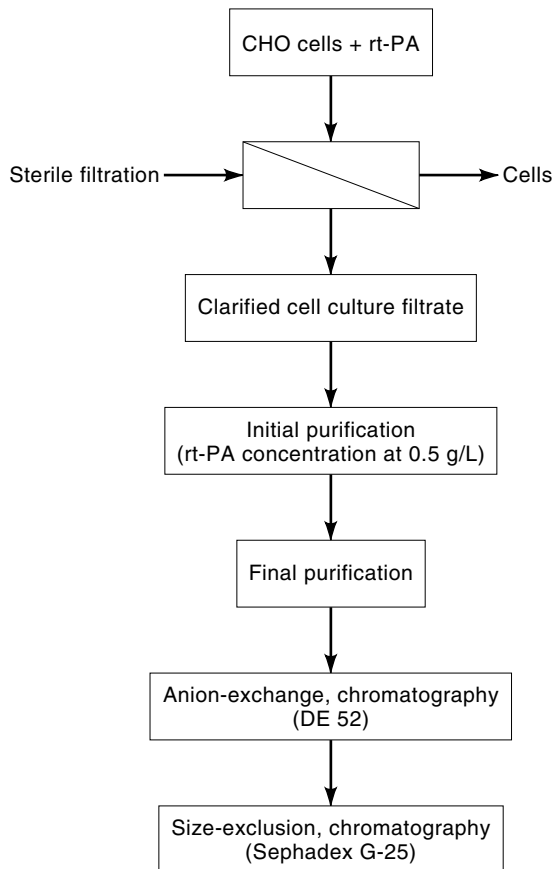 CHO cells + rt-PA
Sterile filtration
Cells
Clarified cell culture filtrate
Initial purification
(rt-PA concentration at 0.5 g/L)
Final purification
Anion-exchange, chromatography
(DE 52)
Size-exclusion, chromatography
(Sephadex G-25)